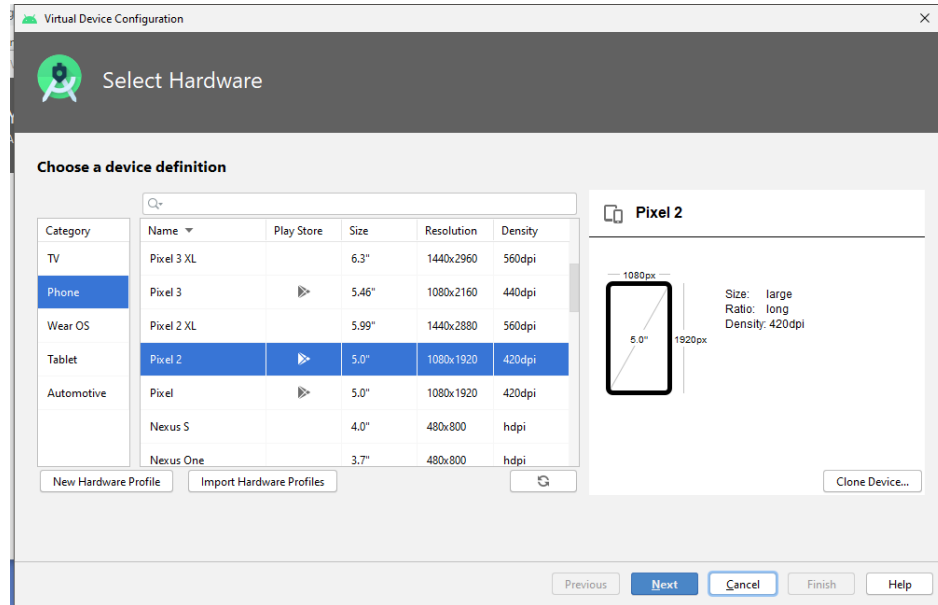 Virtual Device Configuration
Select Hardware
Choose a device definition
Category
TV
Phone
Wear OS
Tablet
Automotive
Name Play Store Size Resolution Density
Pixel 3 XL 6.3" 1440x2960 560dpi
Pixel 3 5.46" 1080x2160 440dpi
Pixel 2 XL 5.99" 1440x2880 560dpi
Pixel 2 5.0" 1080x1920 420dpi
Pixel 5.0" 1080x1920 420dpi
Nexus S 4.0" 480x800 hdpi
Nexus One 3.7" 480x800 hdpi
New Hardware Profile Import Hardware Profiles
Pixel 2
1080px
5.0"
1920px
Size: large
Ratio: long
Density: 420dpi
Clone Device...
Previous Next Cancel Finish Help